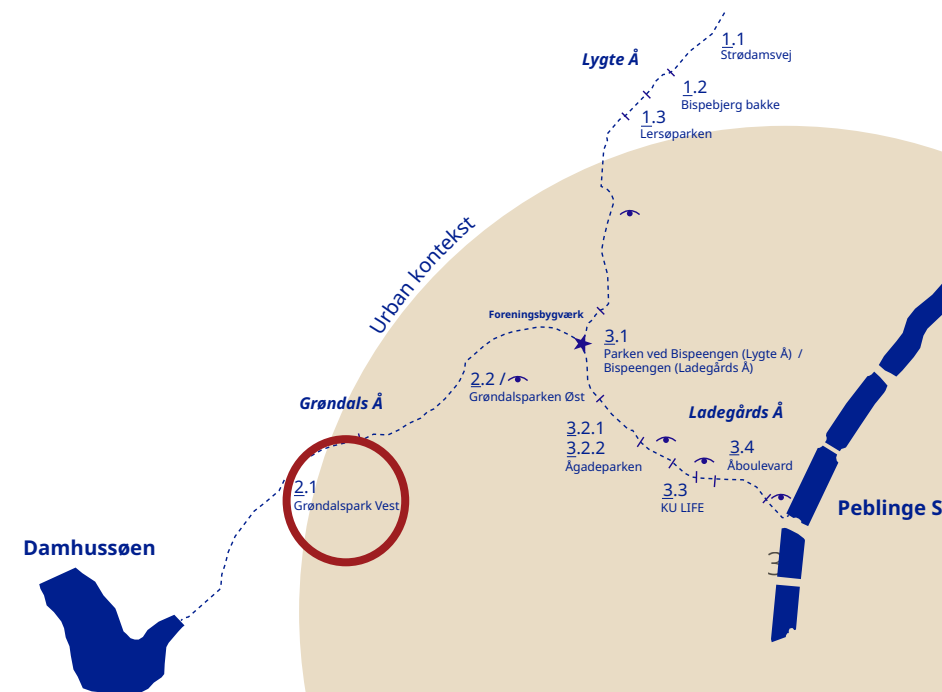 1.1
Strødamsvej
Lygte Å
1.2
Bispebjerg bakke
1.3
Lersøparken
Urban kontekst
Foreningsbygværk
3.1
Parken ved Bispeengen (Lygte Å) /
Bispeengen (Ladegårds Å)
2.2 /
Grøndalsparken Øst
Grøndals Å
Ladegårds Å
3.2.1
3.2.2
Ågadeparken
3.4
Åboulevard
3.3
KU LIFE
2.1
Grøndalspark Vest
Peblinge S
Damhussøen
3